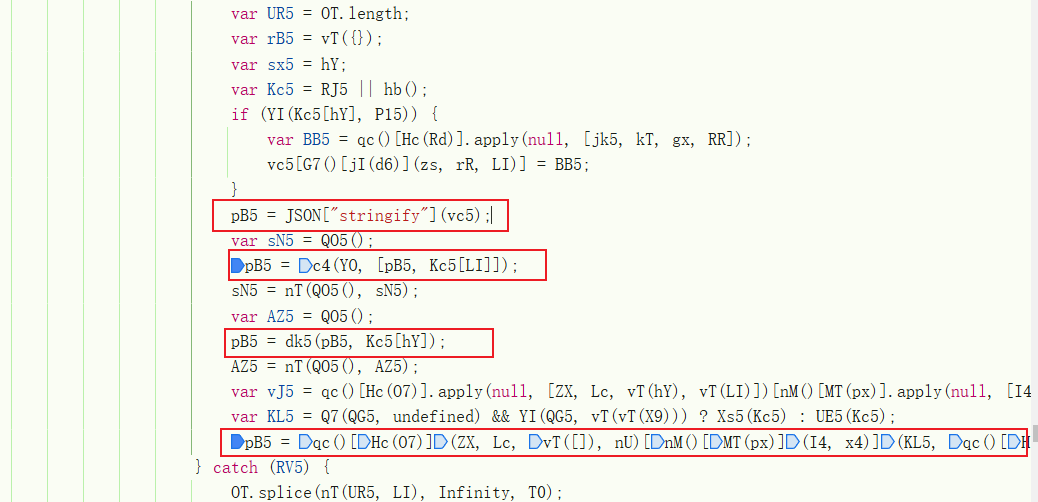 var UR5 = OT.length;
var rB5 = vT({});
var sx5 = hY;
var Kc5 = RJ5 || hb();
if (YI(Kc5[hY], P15)) {
var BB5 = qc()[Hc(Rd)].apply(null, [jk5, kT, gx, RR]);
vc5[G7()[jI(d6)](zs, rR, LI)] = BB5;
}
pB5 = JSON["stringify"](vc5);
var sN5 = QO5();
pB5 = c4(Y0, [pB5, Kc5[LI]]);
sN5 = nT(QO5(), sN5);
var AZ5 = QO5();
pB5 = dk5(pB5, Kc5[hY]);
AZ5 = nT(QO5(), AZ5);
var vJ5 = qc()[Hc(O7)].apply(null, [ZX, Lc, vT(hY), vT(LI)])[nM()[MT(px)].apply(null, [I4
var KL5 = Q7(QG5, undefined) && YI(QG5, vT(vT(X9))) ? Xs5(Kc5) : UE5(Kc5);
pB5 = qc()[Hc(O7)](ZX, Lc, vT([]), nU)[nM()[MT(px)](I4, x4)](KL5, qc()[H
} catch (RV5) {
OT.splice(nT(UR5, LI), Infinity, T0);